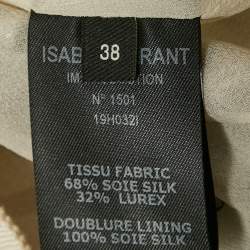 38
ISAB RANT
N° 1501
19H032I
TISSU FABRIC
68% SOIE SILK
32% LUREX
DOUBLURE LINING
100% SOIE SILK